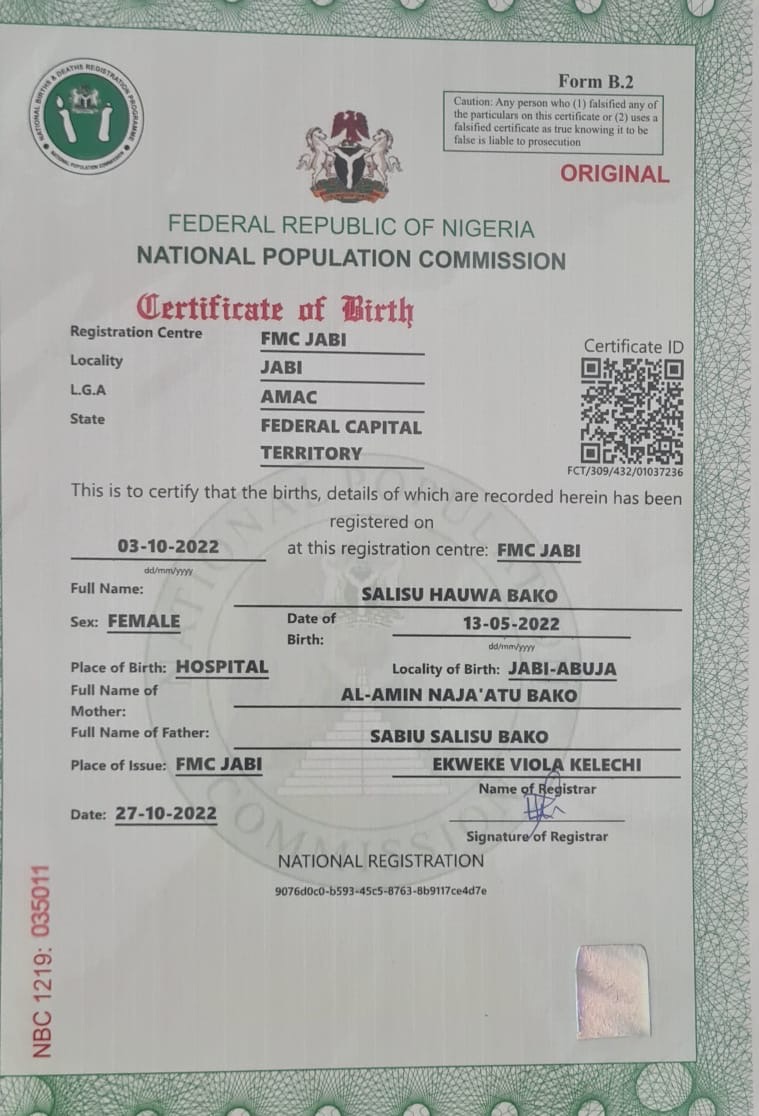 NATIONAL BIRTHS & DEATHS REGISTRATION PROGRAMME
NATIONAL POPULATION COMMISSION
Form B.2
Caution: Any person who (1) falsified any of
the particulars on this certificate or (2) uses a
falsified certificate as true knowing it to be
false is liable to prosecution
ORIGINAL
FEDERAL REPUBLIC OF NIGERIA
NATIONAL POPULATION COMMISSION
Certificate of Birth
Registration Centre FMC JABI
Certificate ID
Locality JABI
L.G.A AMAC
State FEDERAL CAPITAL
TERRITORY
FCT/309/432/01037236
This is to certify that the births, details of which are recorded herein has been
registered on
03-10-2022 at this registration centre: FMC JABI
dd/mm/yyyy
Full Name: SALISU HAUWA BAKO
Sex: FEMALE Date of Birth: 13-05-2022
dd/mm/yyyy
Place of Birth: HOSPITAL Locality of Birth: JABI-ABUJA
Full Name of Mother: AL-AMIN NAJA'ATU BAKO
Full Name of Father: SABIU SALISU BAKO
Place of Issue: FMC JABI EKWEKE VIOLA KELECHI
Name of Registrar
Date: 27-10-2022
Signature of Registrar
NATIONAL REGISTRATION
9076d0c0-b593-45c5-8763-8b9117ce4d7e
NBC 1219: 035011
NATIONAL POPULATION COMMISSION